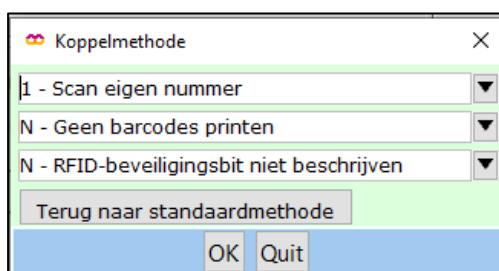 Koppelmethode
1 - Scan eigen nummer
N - Geen barcodes printen
N - RFID-beveiligingsbit niet beschrijven
Terug naar standaardmethode
OK Quit